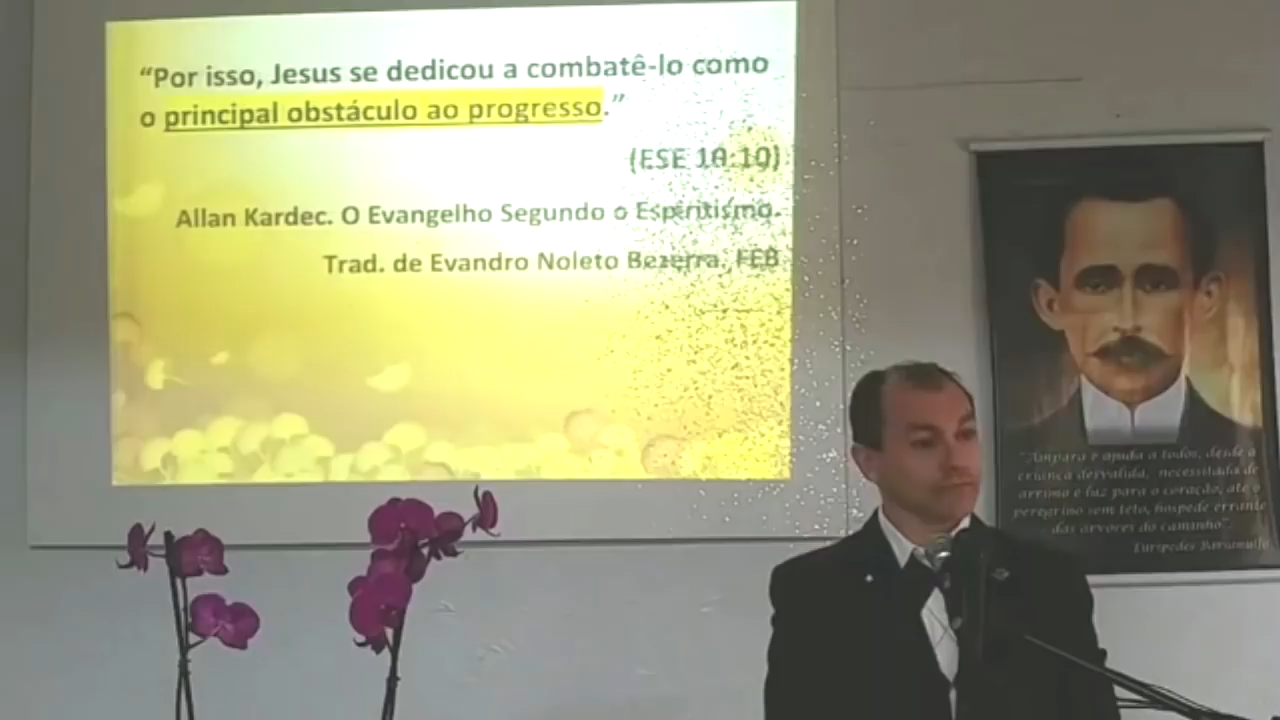 “Por isso, Jesus se dedicou a combatê-lo como
o principal obstáculo ao progresso.”
(ESE 10:10)
Allan Kardec. O Evangelho Segundo o Espiritismo.
Trad. de Evandro Noleto Bezerra, FEB
"Ampara e ajuda a todos, desde a
criança desvalida, necessitada de
arrimo e luz para o coração, até o
peregrino sem teto, hóspede errante
das árvores do caminho".
Eurípedes Barsanulfo